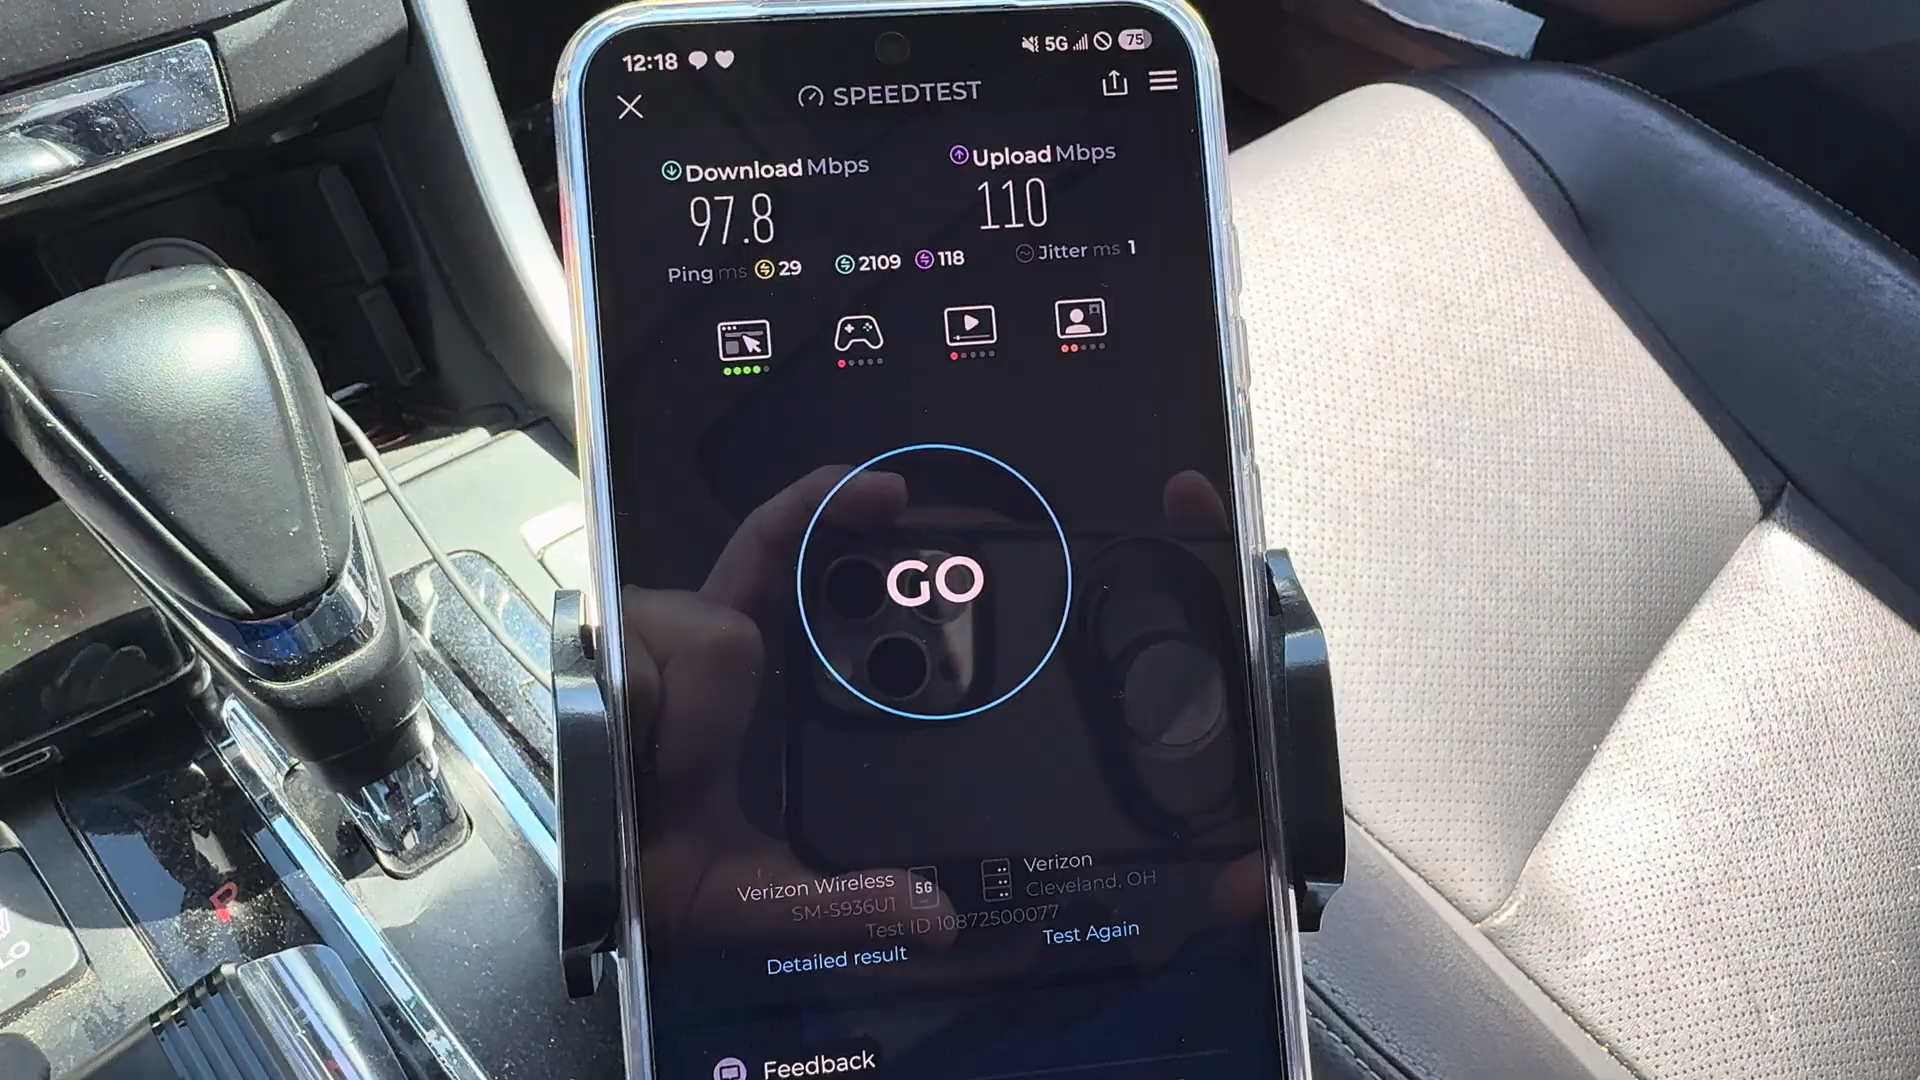 12:18
5G
75
SPEEDTEST
Download Mbps
97.8
Upload Mbps
110
Ping ms 29 2109 118
Jitter ms 1
GO
Verizon Wireless
SM-S936U1
5G
Verizon
Cleveland, OH
Test ID 10872500077
Detailed result
Test Again
Feedback
P